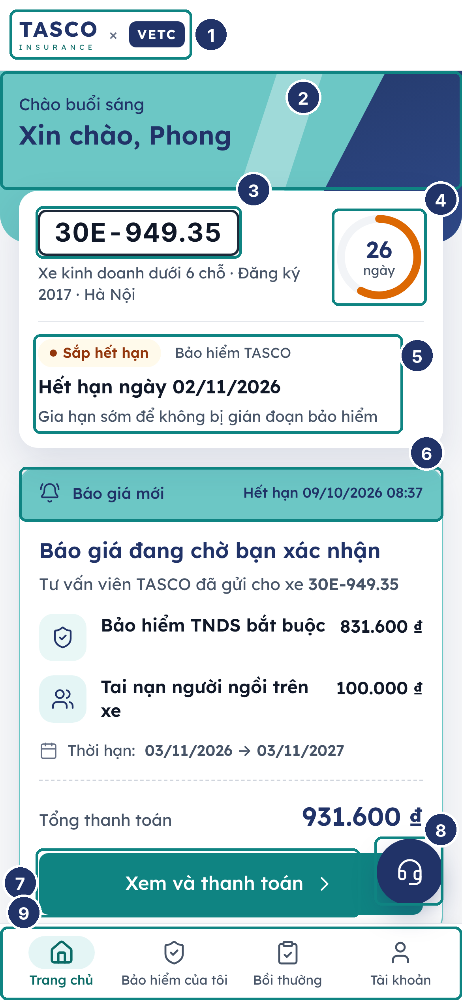 TASCO
INSURANCE
×
VETC
1
2
Chào buổi sáng
Xin chào, Phong
3
4
30E-949.35
26
ngày
Xe kinh doanh dưới 6 chỗ · Đăng ký
2017 · Hà Nội
Sắp hết hạn
Bảo hiểm TASCO
5
Hết hạn ngày 02/11/2026
Gia hạn sớm để không bị gián đoạn bảo hiểm
6
Báo giá mới
Hết hạn 09/10/2026 08:37
Báo giá đang chờ bạn xác nhận
Tư vấn viên TASCO đã gửi cho xe 30E-949.35
Bảo hiểm TNDS bắt buộc 831.600 ₫
Tai nạn người ngồi trên 100.000 ₫
xe
Thời hạn: 03/11/2026 → 03/11/2027
Tổng thanh toán 931.600 ₫
8
7
Xem và thanh toán
9
Trang chủ
Bảo hiểm của tôi
Bồi thường
Tài khoản